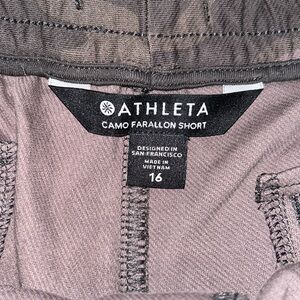 ATHLETA
CAMO FARALLON SHORT
DESIGNED IN
SAN FRANCISCO
MADE IN
VIETNAM
16